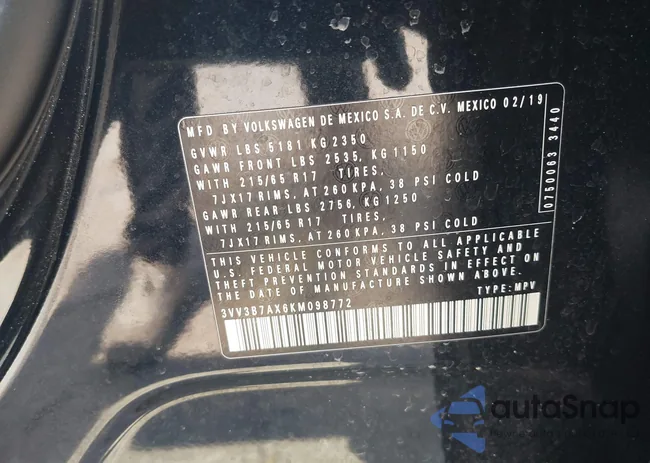 MFD BY VOLKSWAGEN DE MEXICO S.A. DE C.V. MEXICO 02/19
GVWR LBS 5181 KG 2350
GAWR FRONT LBS 2535, KG 1150
WITH 215/65 R17 TIRES,
7JX17 RIMS, AT 260 KPA, 38 PSI COLD
GAWR REAR LBS 2756, KG 1250
WITH 215/65 R17 TIRES,
7JX17 RIMS, AT 260 KPA, 38 PSI COLD
THIS VEHICLE CONFORMS TO ALL APPLICABLE
U.S. FEDERAL MOTOR VEHICLE SAFETY AND
THEFT PREVENTION STANDARDS IN EFFECT ON
THE DATE OF MANUFACTURE SHOWN ABOVE.
3VV3B7AX6KM098772 TYPE: MPV
0750063 3440
autoSnap